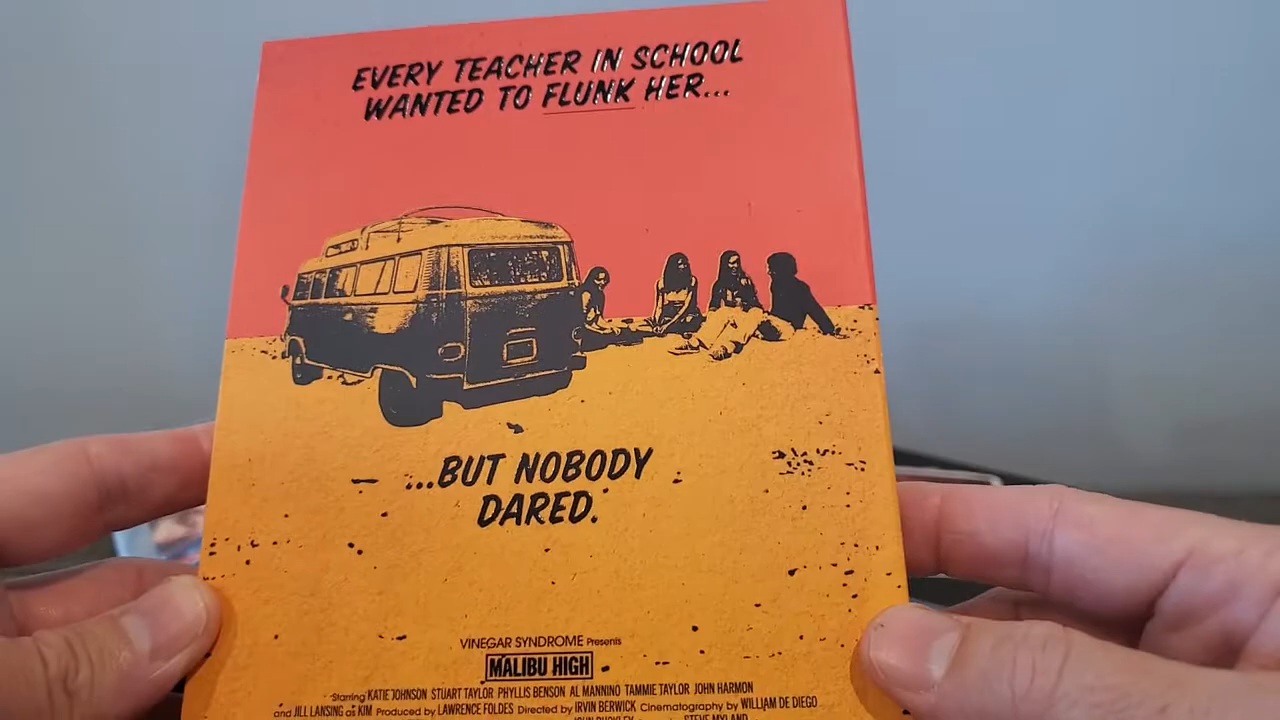 EVERY TEACHER IN SCHOOL
WANTED TO FLUNK HER...
...BUT NOBODY
DARED.
VINEGAR SYNDROME Presents
MALIBU HIGH
Starring KATIE JOHNSON STUART TAYLOR PHYLLIS BENSON AL MANNINO TAMMIE TAYLOR JOHN HARMON
and JILL LANSING as KIM Produced by LAWRENCE FOLDES Directed by IRVIN BERWICK Cinematography by WILLIAM DE DIEGO
STEVE MYLAND